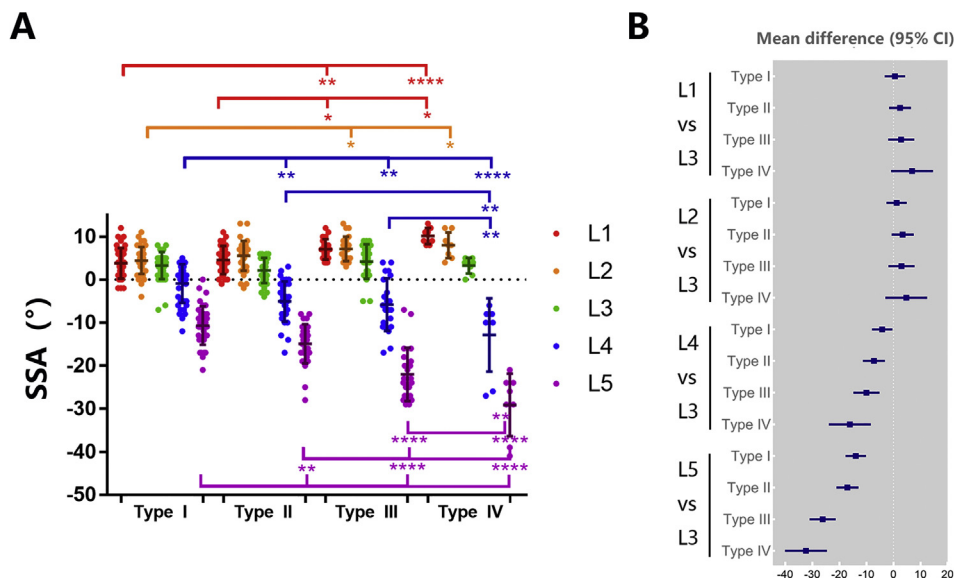 A
** ****
* *
* *
** ** ****
**
**
10
0
-10
-20
-30
-40
-50
SSA (°)
L1
L2
L3
L4
L5
**
**** ****
** **** ****
Type I Type II Type III Type IV
B
Mean difference (95% CI)
L1
vs
L3
Type I
Type II
Type III
Type IV
L2
vs
L3
Type I
Type II
Type III
Type IV
L4
vs
L3
Type I
Type II
Type III
Type IV
L5
vs
L3
Type I
Type II
Type III
Type IV
-40 -30 -20 -10 0 10 20